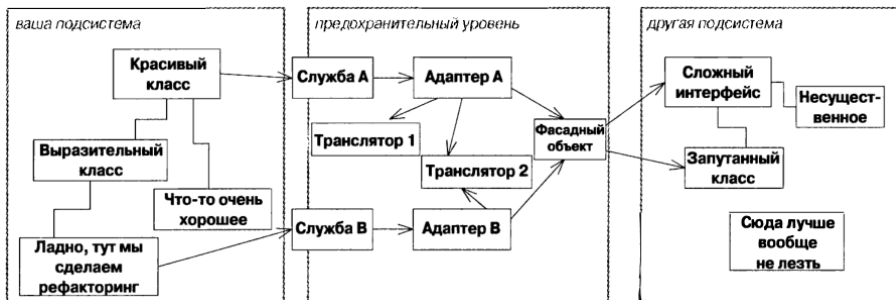 ваша подсистема
предохранительный уровень
другая подсистема
Красивый
класс
Служба А
Адаптер А
Сложный
интерфейс
Несущест-
венное
Транслятор 1
Фасадный
объект
Выразительный
класс
Транслятор 2
Запутанный
класс
Что-то очень
хорошее
Служба В
Адаптер В
Ладно, тут мы
сделаем
рефакторинг
Сюда лучше
вообще
не лезть